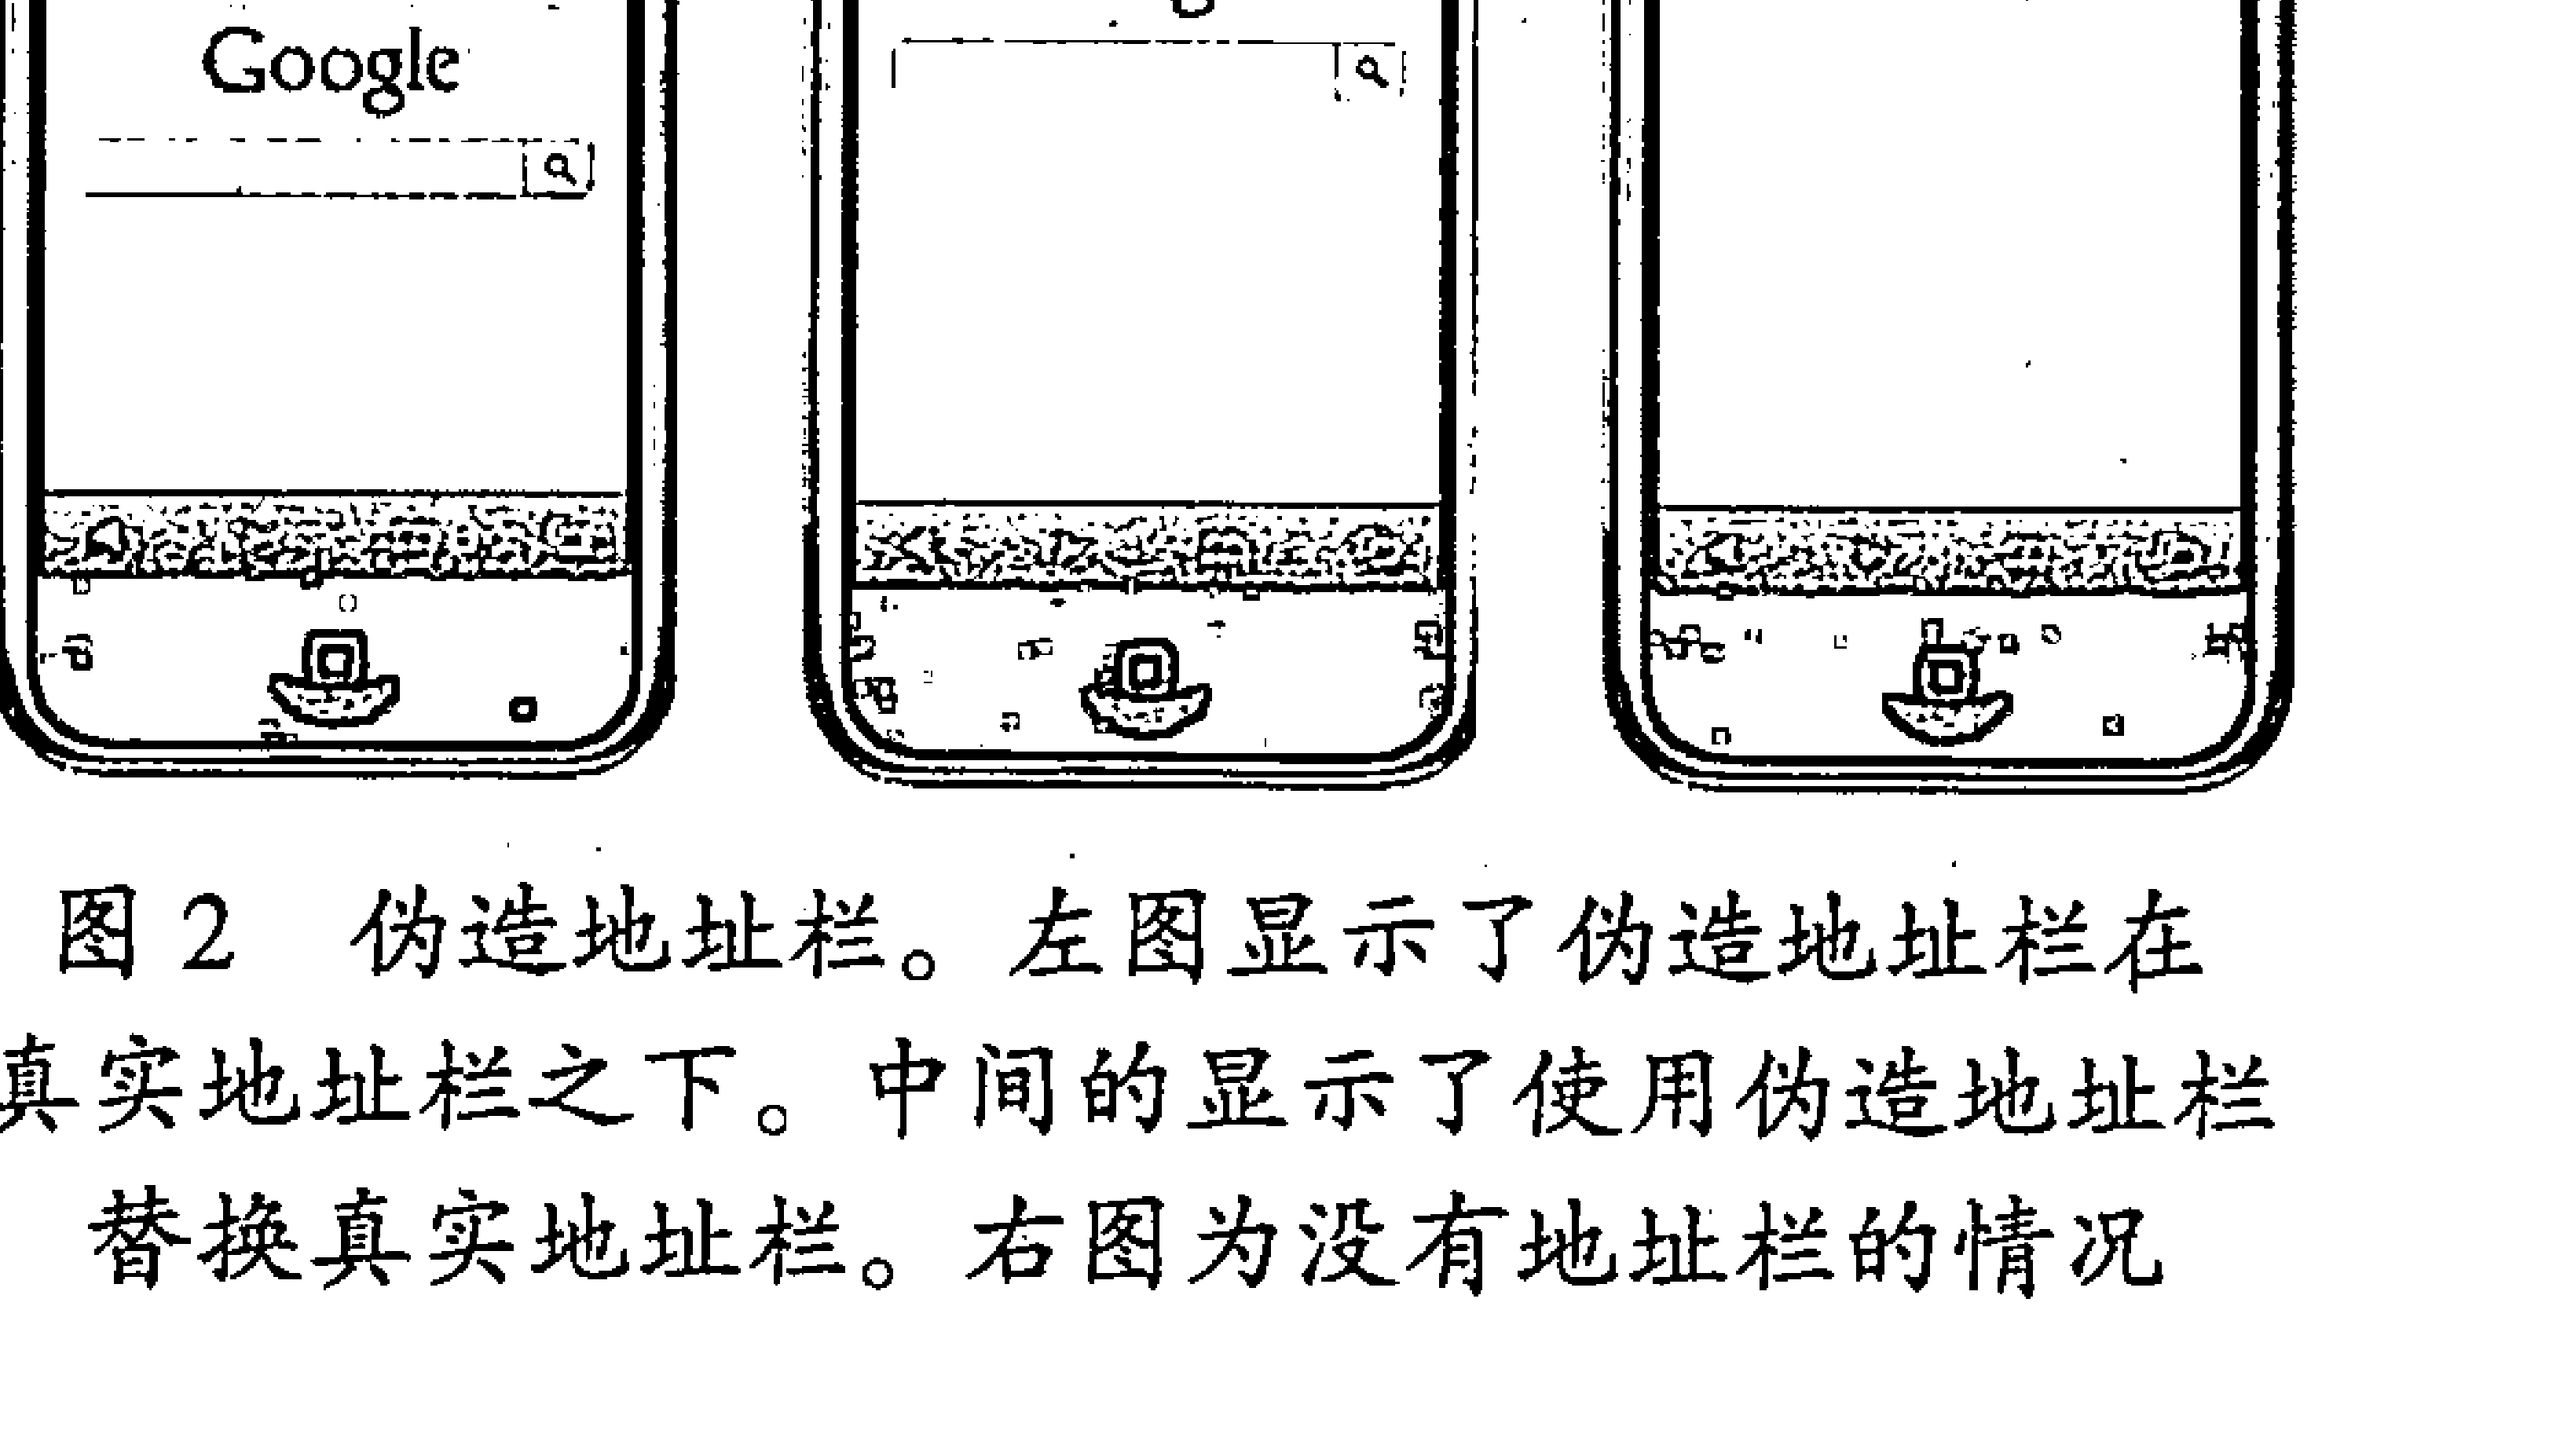 Google
图2 伪造地址栏。左图显示了伪造地址栏在
真实地址栏之下。中间的显示了使用伪造地址栏
替换真实地址栏。右图为没有地址栏的情况